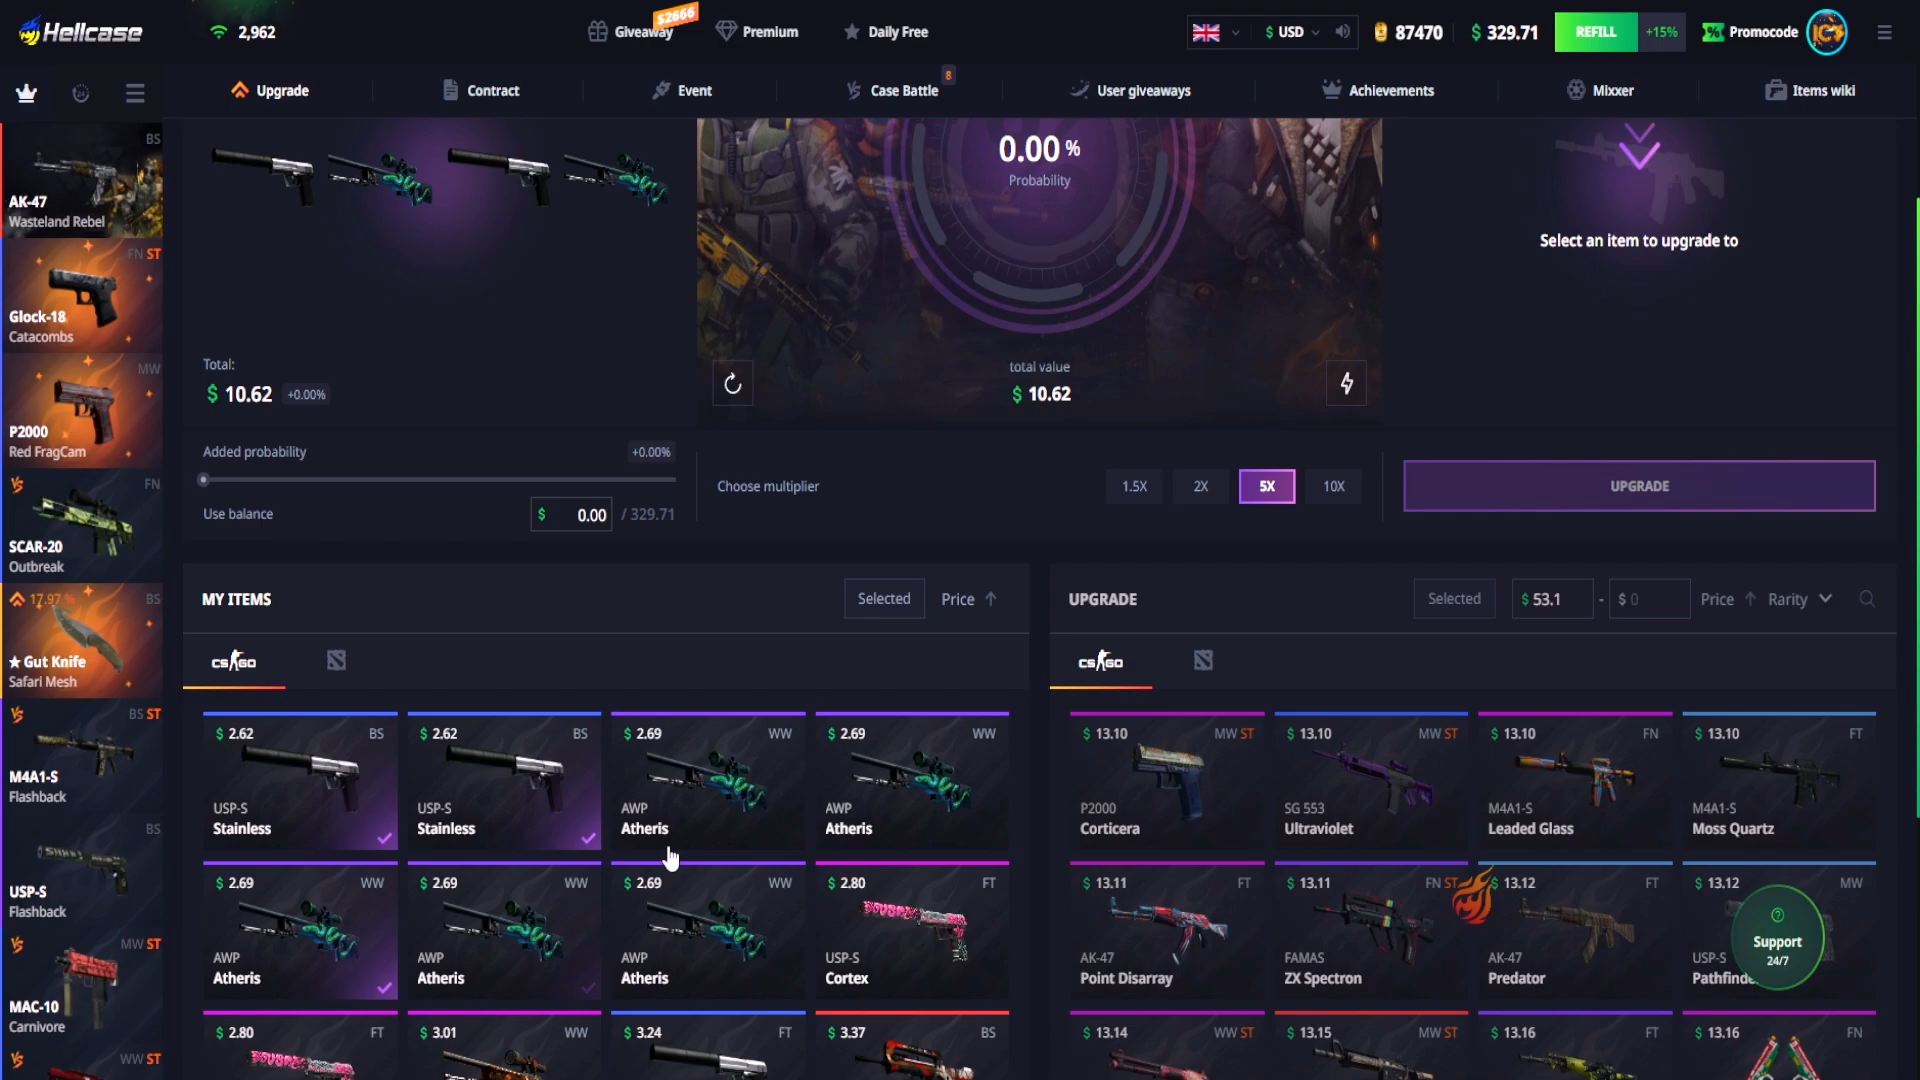 Hellcase
2,962
Giveaway
$2666
Premium
Daily Free
$ USD
87470
$ 329.71
REFILL
+15%
Promocode
24
Upgrade
Contract
Event
Case Battle
8
User giveaways
Achievements
Mixxer
Items wiki
BS
AK-47
Wasteland Rebel
FN ST
Glock-18
Catacombs
MW
P2000
Red FragCam
FN
SCAR-20
Outbreak
17.97 %
BS
★ Gut Knife
Safari Mesh
BS ST
M4A1-S
Flashback
BS
USP-S
Flashback
MW ST
MAC-10
Carnivore
WW ST
Total:
$ 10.62 +0.00%
0.00 %
Probability
total value
$ 10.62
Select an item to upgrade to
Added probability
+0.00%
Use balance
$ 0.00 / 329.71
Choose multiplier
1.5X
2X
5X
10X
UPGRADE
MY ITEMS
Selected
Price
CS GO
$ 2.62 BS
USP-S
Stainless
$ 2.62 BS
USP-S
Stainless
$ 2.69 WW
AWP
Atheris
$ 2.69 WW
AWP
Atheris
$ 2.69 WW
AWP
Atheris
$ 2.69 WW
AWP
Atheris
$ 2.69 WW
AWP
Atheris
$ 2.80 FT
USP-S
Cortex
$ 2.80 FT
$ 3.01 WW
$ 3.24 FT
$ 3.37 BS
UPGRADE
Selected
$ 53.1 - $ 0
Price
Rarity
CS GO
$ 13.10 MW ST
P2000
Corticera
$ 13.10 MW ST
SG 553
Ultraviolet
$ 13.10 FN
M4A1-S
Leaded Glass
$ 13.10 FT
M4A1-S
Moss Quartz
$ 13.11 FT
AK-47
Point Disarray
$ 13.11 FN ST
FAMAS
ZX Spectron
$ 13.12 FT
AK-47
Predator
$ 13.12 MW
USP-S
Pathfinde
Support
24/7
$ 13.14 WW ST
$ 13.15 MW ST
$ 13.16 FT
$ 13.16 FN